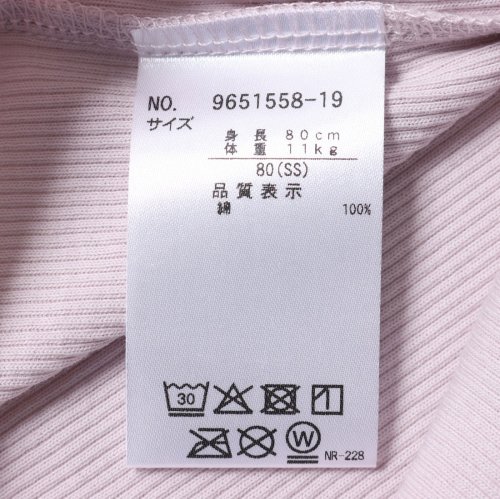 NO. 9651558-19
サイズ
身長 80cm
体重 11kg
80(SS)
品質表示
綿 100%
30
W
NR-228